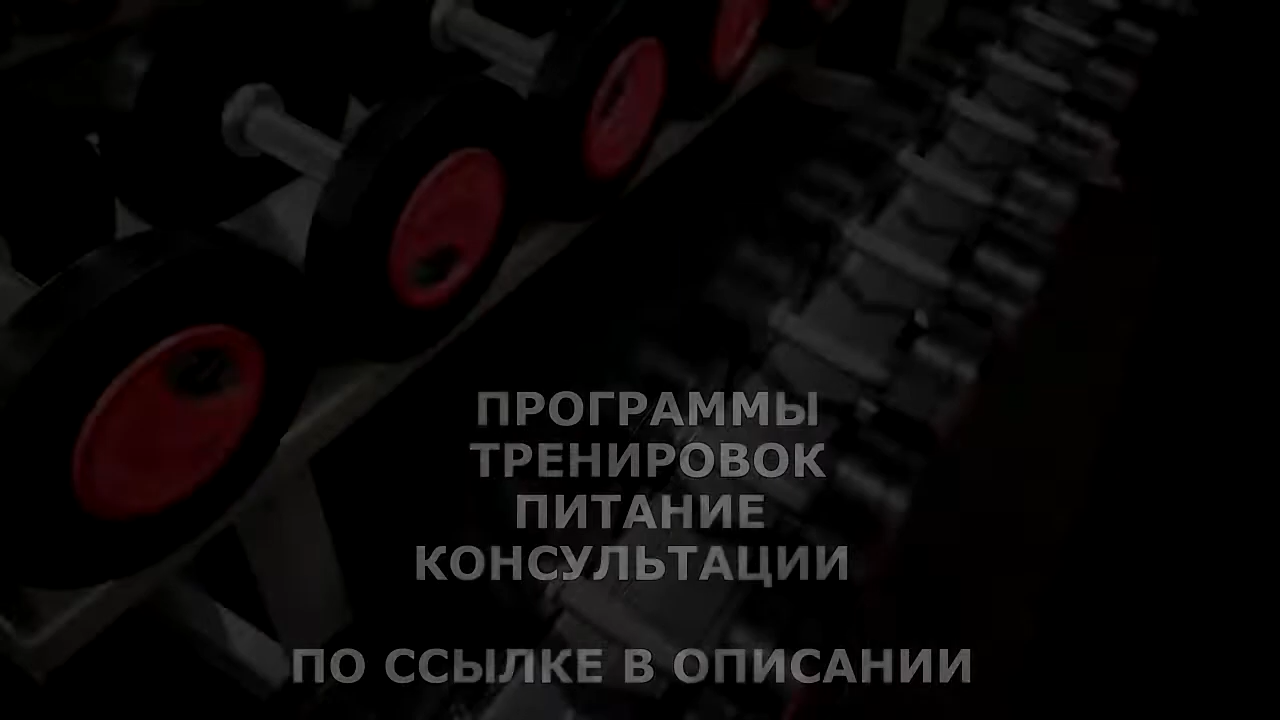 ПРОГРАММЫ
ТРЕНИРОВОК
ПИТАНИЕ
КОНСУЛЬТАЦИИ
ПО ССЫЛКЕ В ОПИСАНИИ